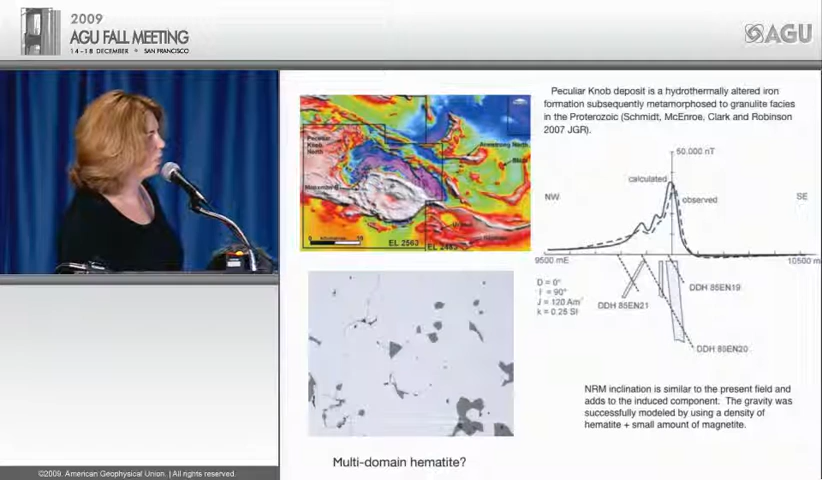 2009
AGU FALL MEETING
14-18 DECEMBER • SAN FRANCISCO
AGU
Peculiar Knob deposit is a hydrothermally altered iron
formation subsequently metamorphosed to granulite facies
in the Proterozoic (Schmidt, McEnroe, Clark and Robinson
2007 JGR).
Peculiar
Knob
North
Armstrong North
EL 2563
50,000 nT
calculated
observed
NW
SE
9500 mE
10500 m
D = 0°
I = 90°
J = 120 Am⁻¹
k = 0.25 SI
DDH 85EN19
DDH 85EN21
DDH 85EN20
NRM inclination is similar to the present field and
adds to the induced component. The gravity was
successfully modeled by using a density of
hematite + small amount of magnetite.
Multi-domain hematite?
©2009. American Geophysical Union. | All rights reserved.